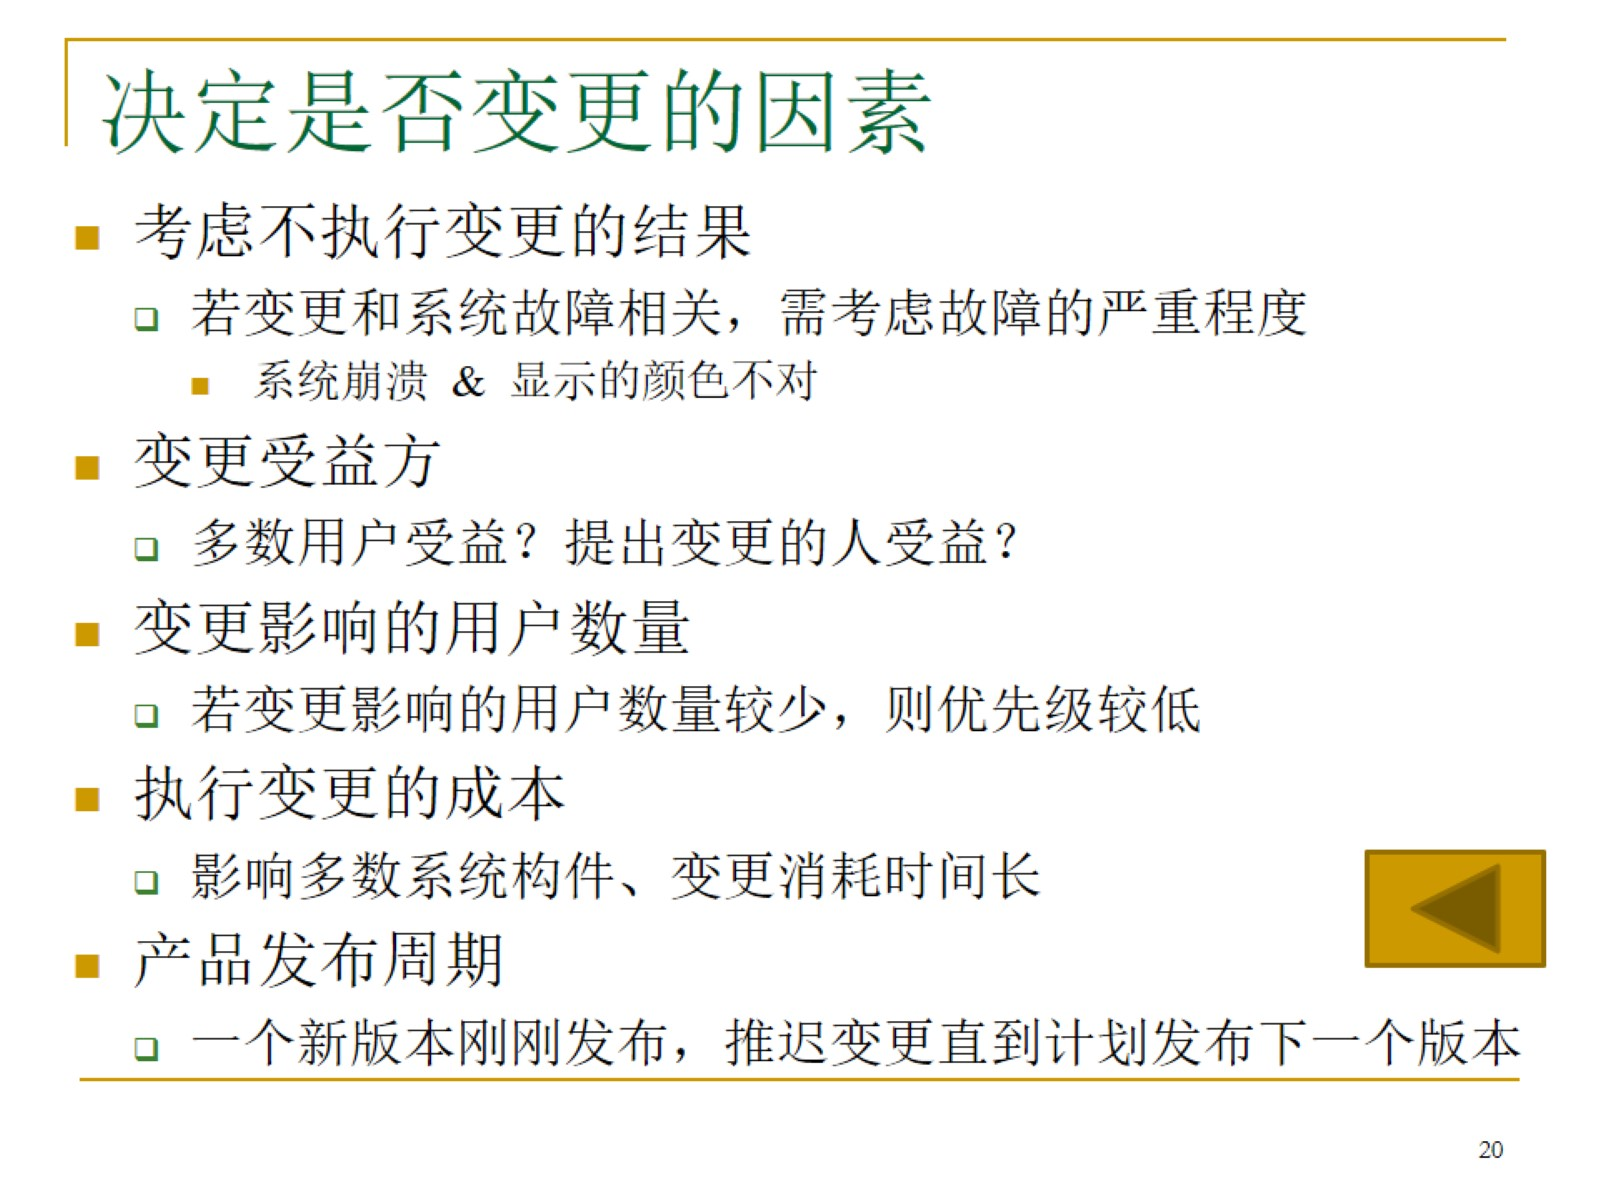 决定是否变更的因素
考虑不执行变更的结果
若变更和系统故障相关，需考虑故障的严重程度
系统崩溃 & 显示的颜色不对
变更受益方
多数用户受益？提出变更的人受益？
变更影响的用户数量
若变更影响的用户数量较少，则优先级较低
执行变更的成本
影响多数系统构件、变更消耗时间长
产品发布周期
一个新版本刚刚发布，推迟变更直到计划发布下一个版本
20